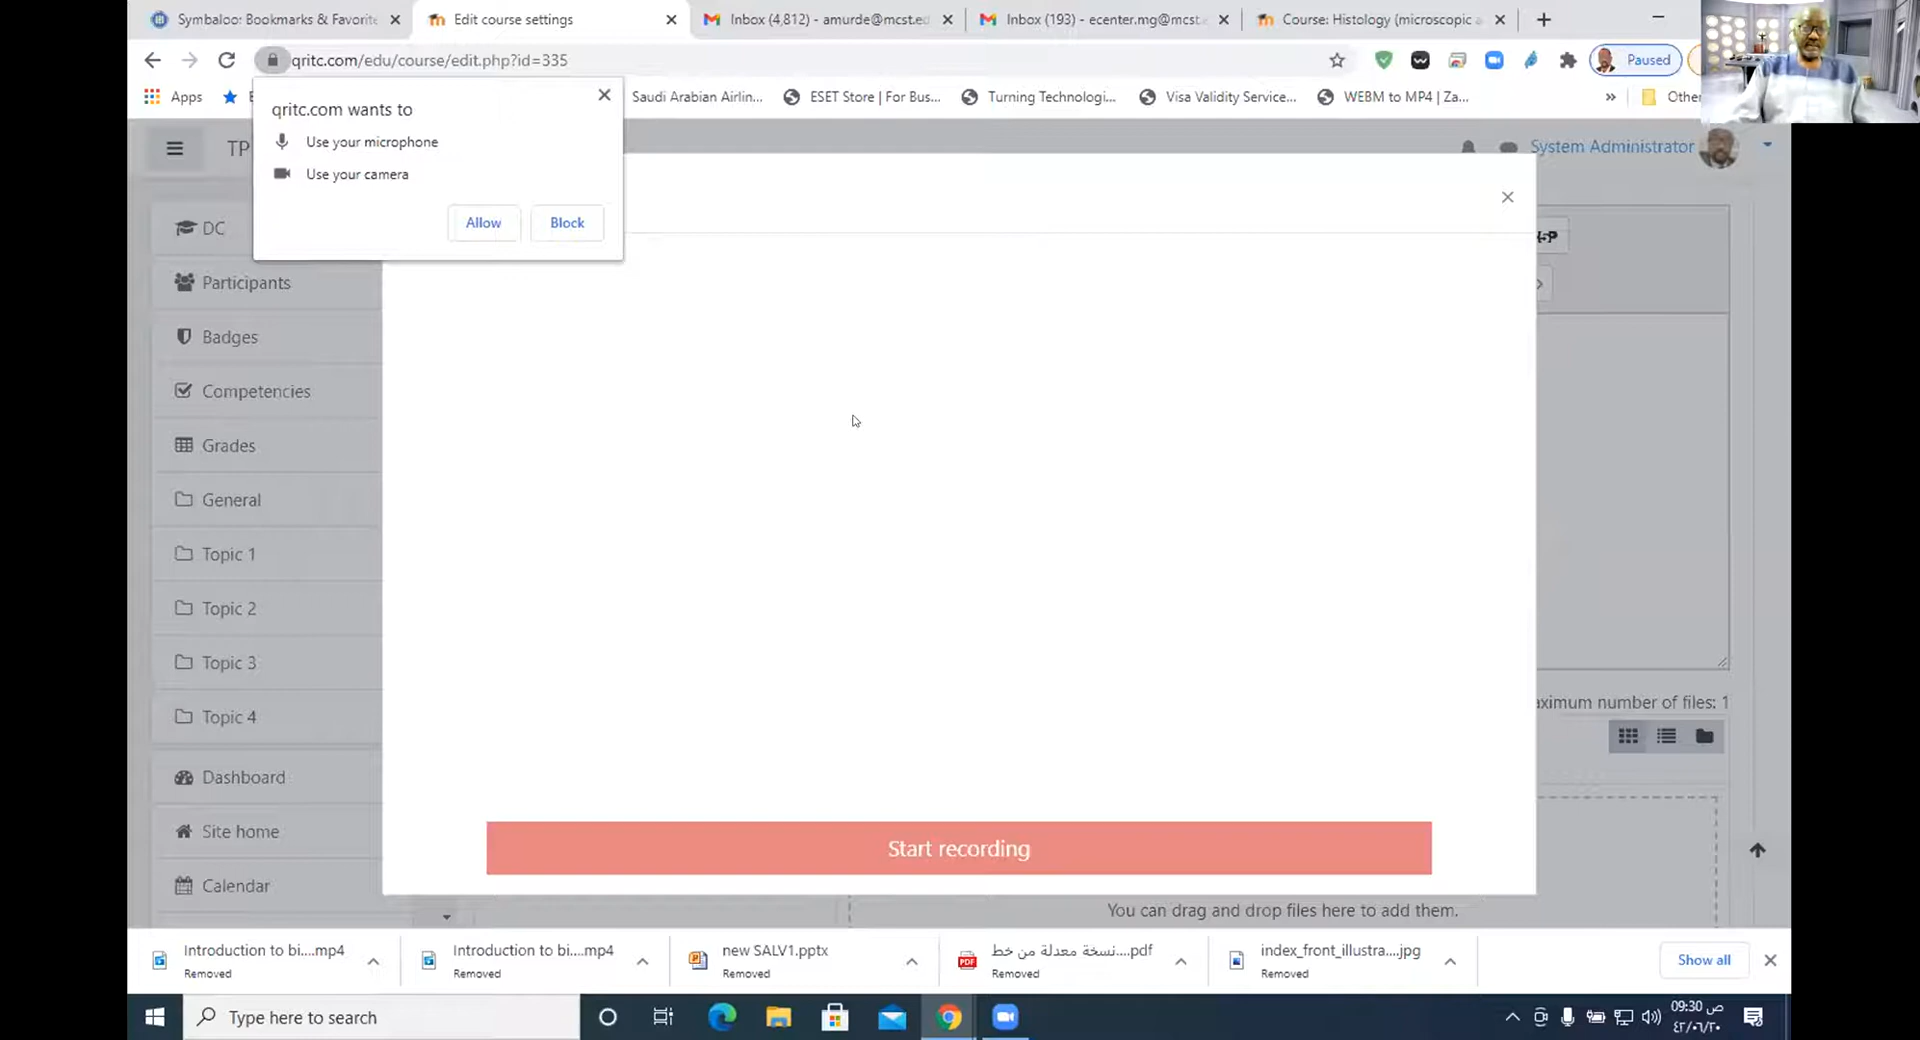 Symbaloo: Bookmarks & Favorite
Edit course settings
Inbox (4,812) - amurde@mcst.ed
Inbox (193) - ecenter.mg@mcst.
Course: Histology (microscopic a
qritc.com/edu/course/edit.php?id=335
Paused
Apps
Saudi Arabian Airlin...
ESET Store | For Bus...
Turning Technologi...
Visa Validity Service...
WEBM to MP4 | Za...
»
Other
qritc.com wants to
Use your microphone
Use your camera
Allow
Block
TP
System Administrator
DC
Participants
Badges
Competencies
Grades
General
Topic 1
Topic 2
Topic 3
Topic 4
Dashboard
Site home
Calendar
H-P
aximum number of files: 1
Start recording
You can drag and drop files here to add them.
Introduction to bi....mp4
Removed
Introduction to bi....mp4
Removed
new SALV1.pptx
Removed
نسخة معدلة من خط....pdf
Removed
index_front_illustra....jpg
Removed
Show all
Type here to search
09:30 ص
٤٢/٠٦/٢٠